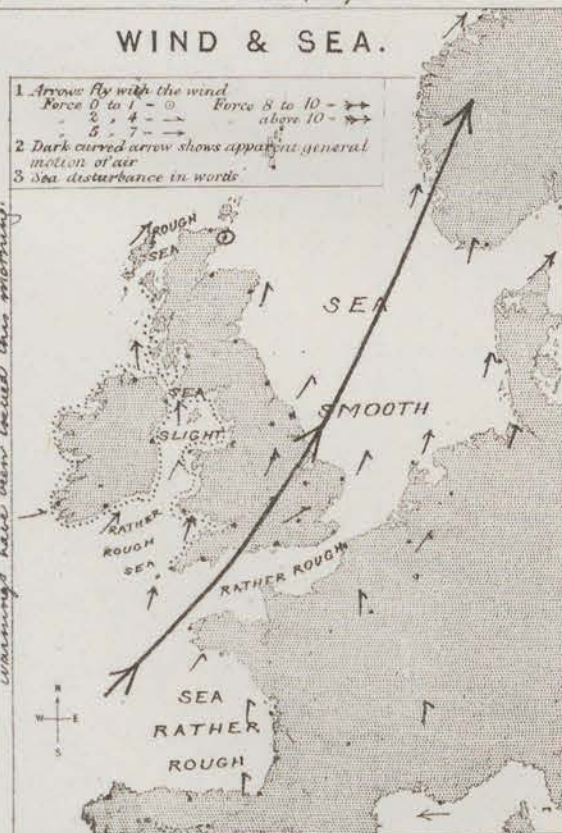 WIND & SEA.
1 Arrows fly with the wind
Force 0 to 1 - ⊙ Force 8 to 10 -
" 2 , 4 - above 10 -
" 5 , 7 -
2 Dark curved arrow shows apparent general
motion of air
3 Sea disturbance in words
warnings have been issued this morning.
ROUGH
SEA
SEA
SMOOTH
SEA
SLIGHT
RATHER
ROUGH
SEA
RATHER ROUGH
SEA
RATHER
ROUGH
N
W E
S